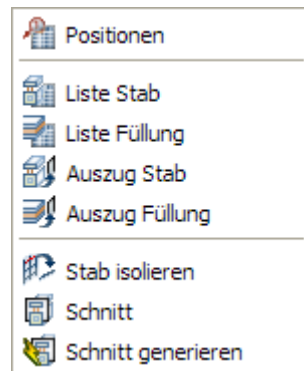 Positionen
Liste Stab
Liste Füllung
Auszug Stab
Auszug Füllung
Stab isolieren
Schnitt
Schnitt generieren